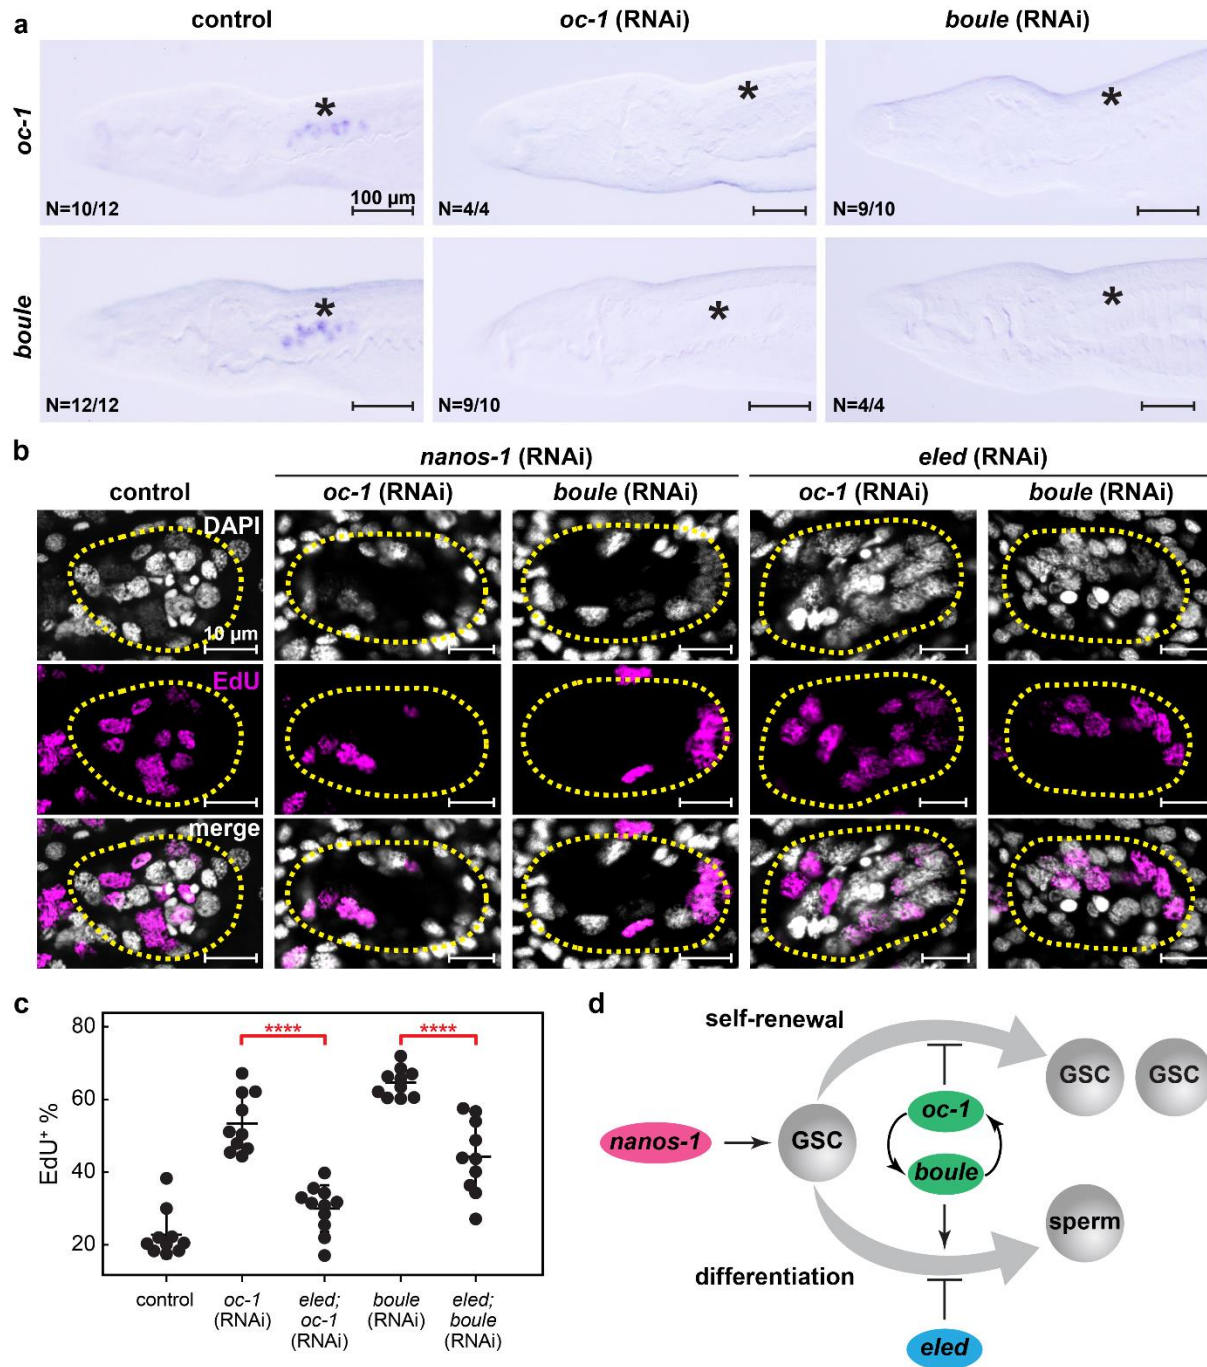 a
control
oc-1 (RNAi)
boule (RNAi)
oc-1
*
*
*
100 µm
N=10/12
N=4/4
N=9/10
boule
*
*
*
N=12/12
N=9/10
N=4/4
b
nanos-1 (RNAi)
eled (RNAi)
control
oc-1 (RNAi)
boule (RNAi)
oc-1 (RNAi)
boule (RNAi)
DAPI
10 µm
EdU
merge
c
EdU⁺ %
80
60
40
20
****
****
control
oc-1
(RNAi)
eled;
oc-1
(RNAi)
boule
(RNAi)
eled;
boule
(RNAi)
d
self-renewal
GSC
GSC
oc-1
nanos-1
GSC
boule
sperm
differentiation
eled